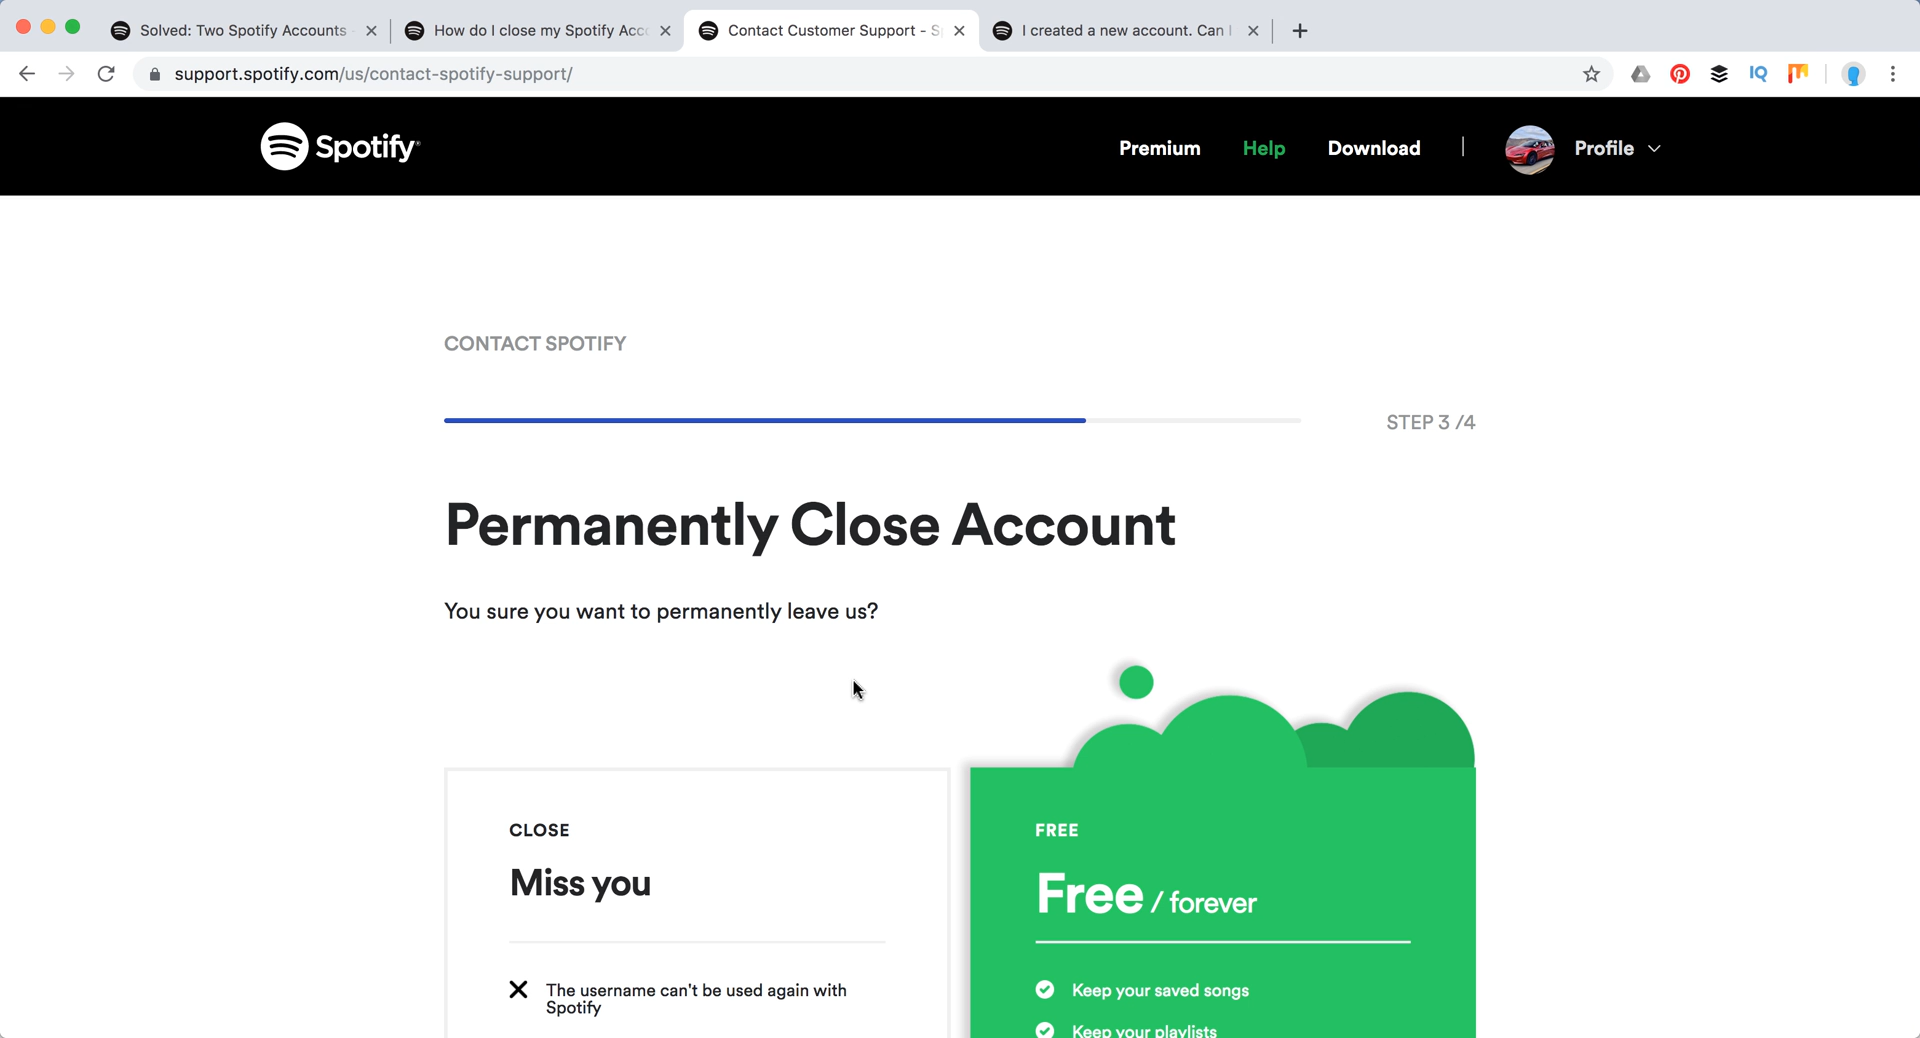 Solved: Two Spotify Accounts
How do I close my Spotify Acc
Contact Customer Support - S
I created a new account. Can I
support.spotify.com/us/contact-spotify-support/
IQ
Spotify
Premium
Help
Download
Profile
CONTACT SPOTIFY
STEP 3 /4
Permanently Close Account
You sure you want to permanently leave us?
CLOSE
Miss you
The username can't be used again with
Spotify
FREE
Free / forever
Keep your saved songs
Keep your playlists